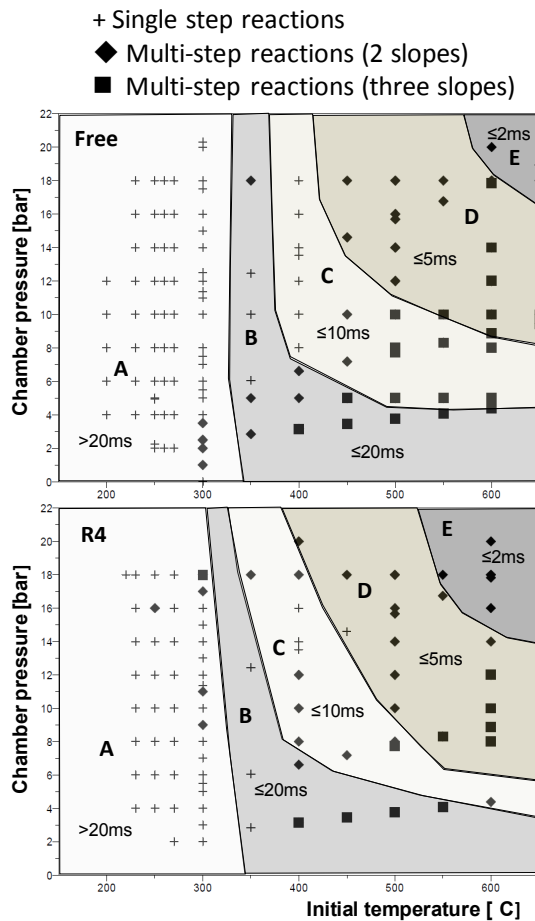 + Single step reactions
◆ Multi-step reactions (2 slopes)
■ Multi-step reactions (three slopes)
Chamber pressure [bar]
22
20
18
16
14
12
10
8
6
4
2
0
Free
A
>20ms
B
≤20ms
C
≤10ms
D
≤5ms
≤2ms
E
200
300
400
500
600
Chamber pressure [bar]
22
20
18
16
14
12
10
8
6
4
2
0
R4
A
>20ms
B
≤20ms
C
≤10ms
D
≤5ms
E
≤2ms
200
300
400
500
600
Initial temperature [ C]